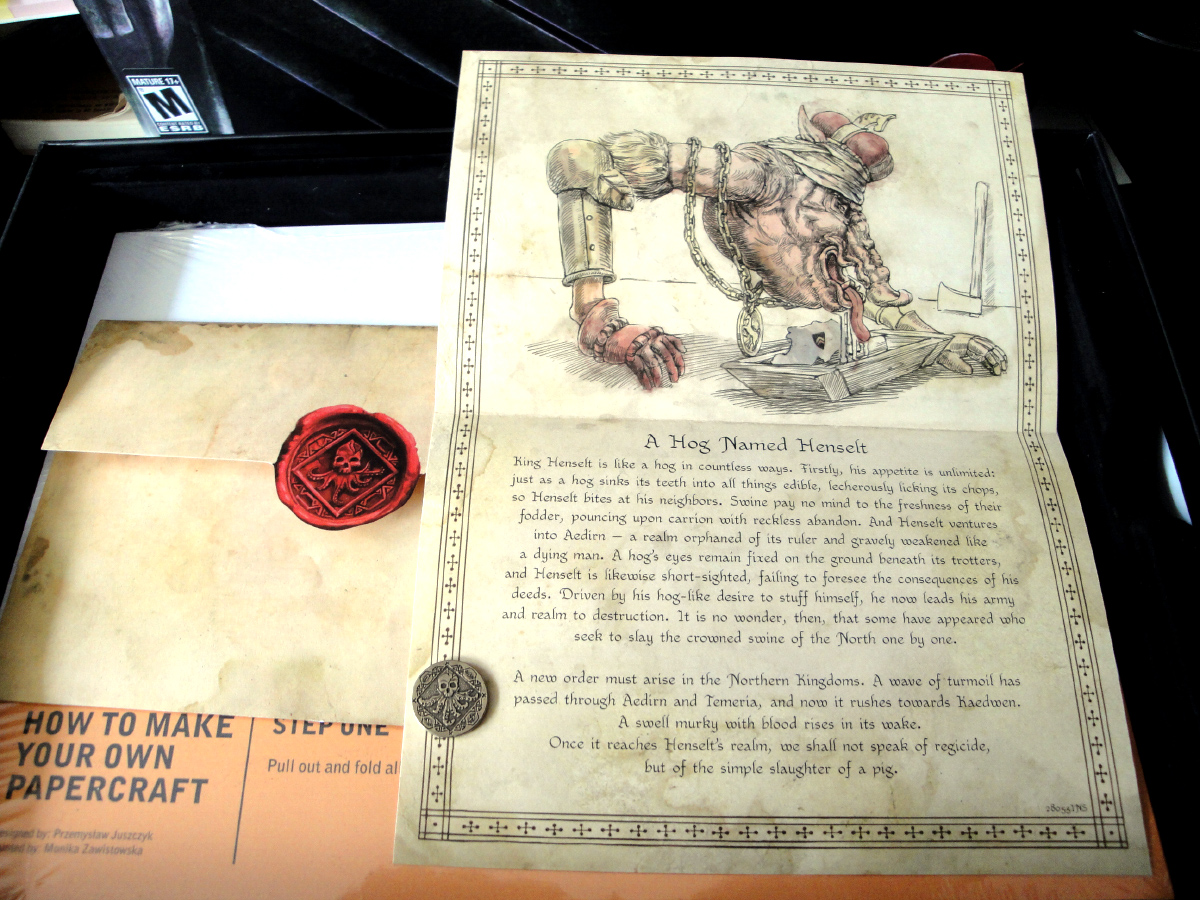 MATURE 17+
M
ESRB
A Hog Named Henselt
King Henselt is like a hog in countless ways. Firstly, his appetite is unlimited:
just as a hog sinks its teeth into all things edible, lecherously licking its chops,
so Henselt bites at his neighbors. Swine pay no mind to the freshness of their
fodder, pouncing upon carrion with reckless abandon. And Henselt ventures
into Aedirn – a realm orphaned of its ruler and gravely weakened like
a dying man. A hog's eyes remain fixed on the ground beneath its trotters,
and Henselt is likewise short-sighted, failing to foresee the consequences of his
deeds. Driven by his hog-like desire to stuff himself, he now leads his army
and realm to destruction. It is no wonder, then, that some have appeared who
seek to slay the crowned swine of the North one by one.
A new order must arise in the Northern Kingdoms. A wave of turmoil has
passed through Aedirn and Temeria, and now it rushes towards Kaedwen.
A swell murky with blood rises in its wake.
Once it reaches Henselt's realm, we shall not speak of regicide,
but of the simple slaughter of a pig.
HOW TO MAKE
YOUR OWN
PAPERCRAFT
esigned by: Przemysław Juszczyk
by: Monika Zawistowska
STEP ONE
Pull out and fold al